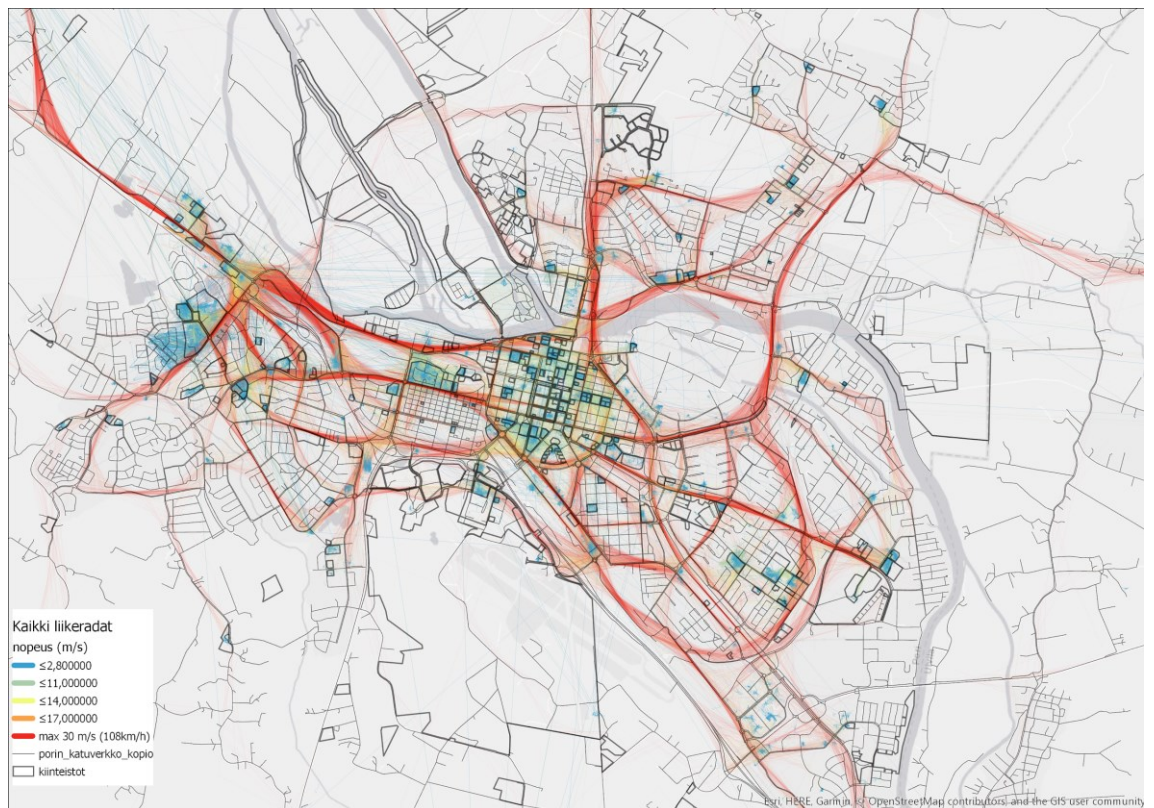 Kaikki liikeradat
nopeus (m/s)
≤2,800000
≤11,000000
≤14,000000
≤17,000000
max 30 m/s (108km/h)
porin_katuverkko_kopio
kiinteistot
Esri, HERE, Garmin, © OpenStreetMap contributors, and the GIS user community